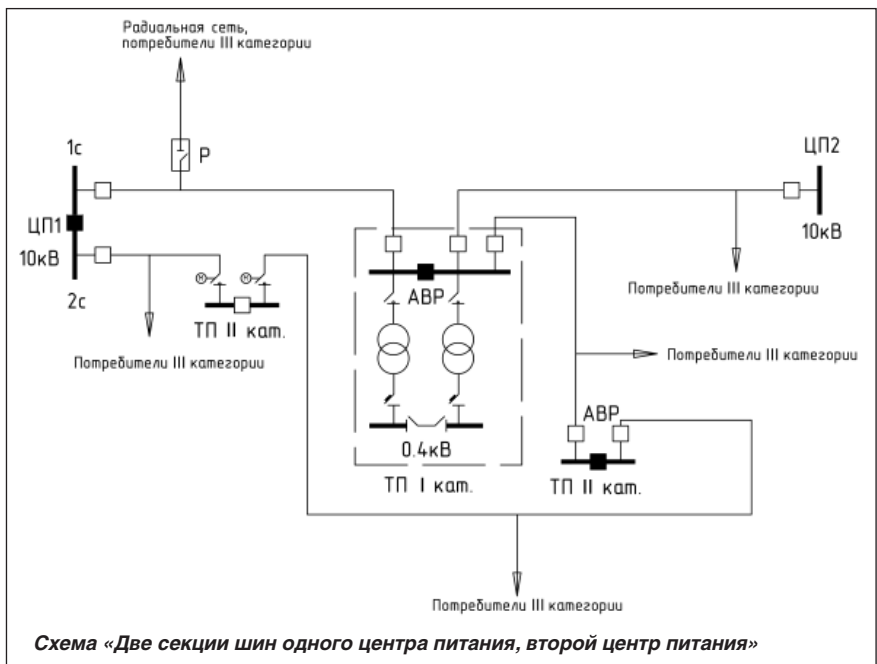 Радиальная сеть,
потребители III категории
1с
Р
ЦП2
ЦП1
10кВ
10кВ
2с
М
М
АВР
ТП II кат.
Потребители III категории
Потребители III категории
Потребители III категории
АВР
0.4кВ
ТП I кат.
ТП II кат.
Потребители III категории
Схема «Две секции шин одного центра питания, второй центр питания»